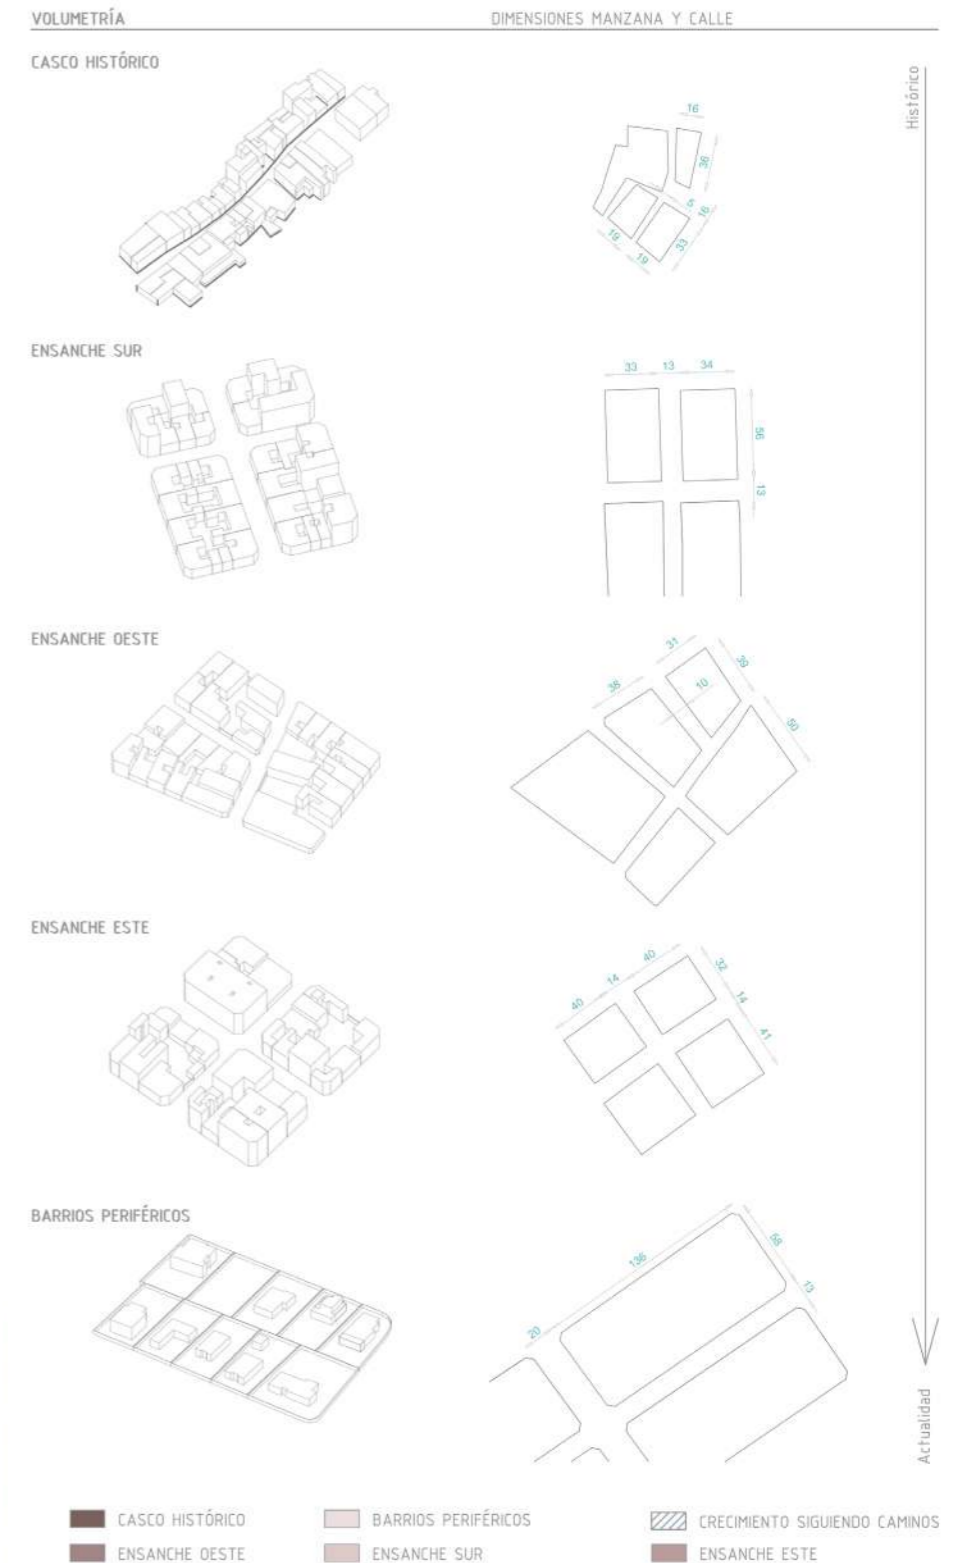 VOLUMETRÍA DIMENSIONES MANZANA Y CALLE
CASCO HISTÓRICO
Histórico
16
36
5
16
33
19
19
ENSANCHE SUR
33 13 34
56
13
ENSANCHE OESTE
31
39
38
10
50
ENSANCHE ESTE
40
32
14
14
40
41
BARRIOS PERIFÉRICOS
58
136
13
20
Actualidad
CASCO HISTÓRICO BARRIOS PERIFÉRICOS CRECIMIENTO SIGUIENDO CAMINOS
ENSANCHE OESTE ENSANCHE SUR ENSANCHE ESTE